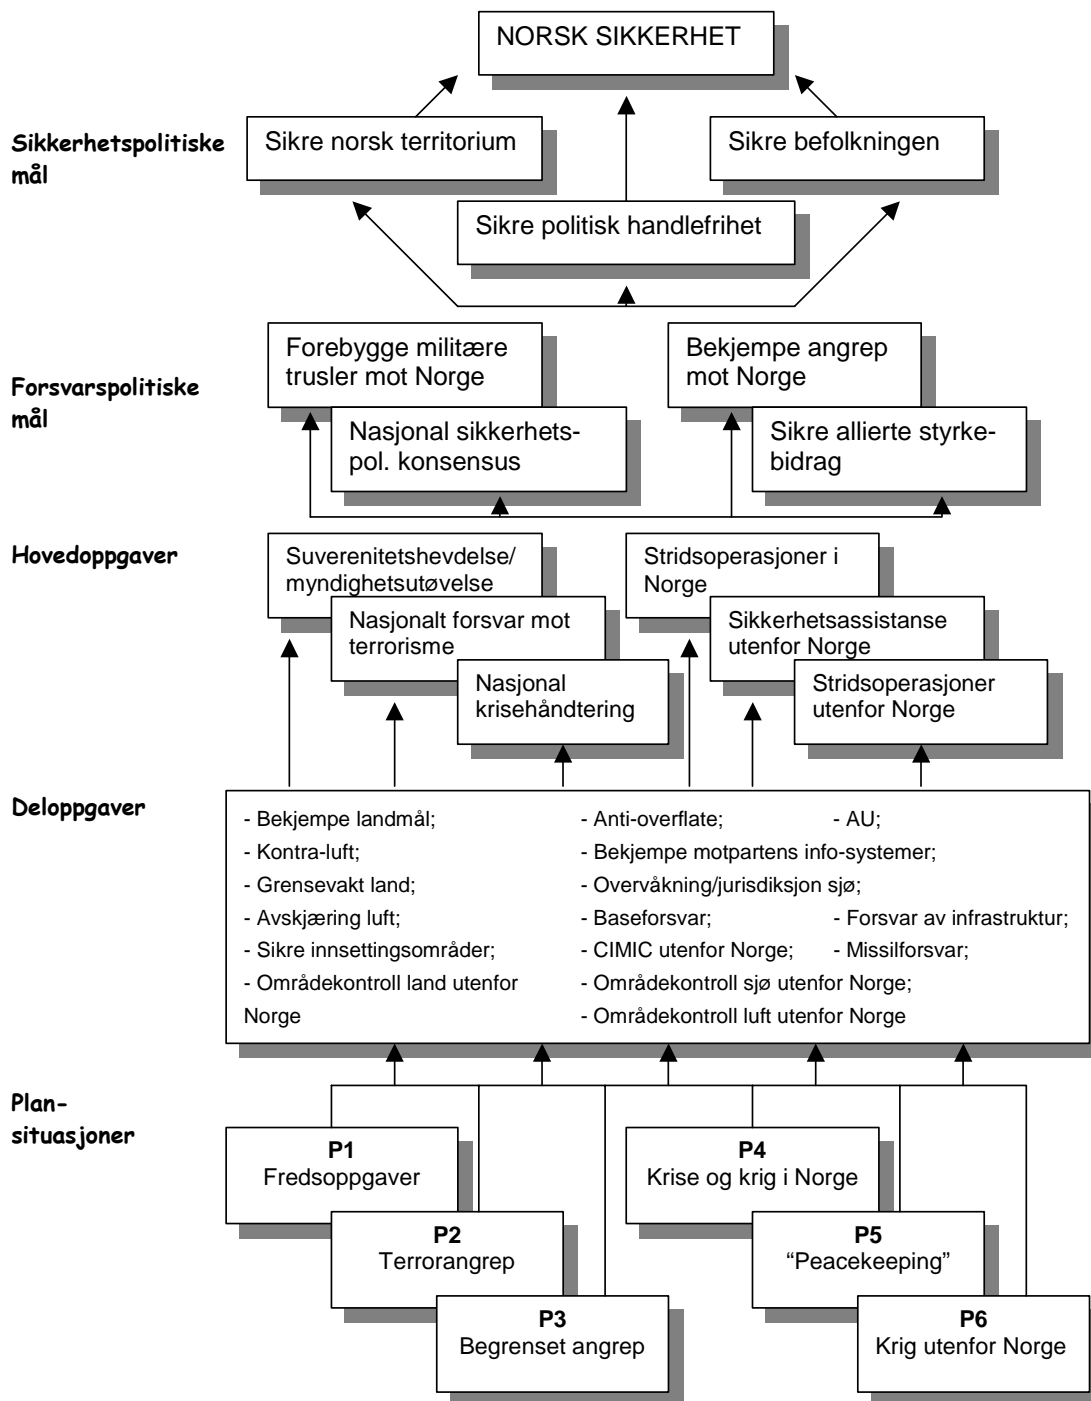 NORSK SIKKERHET
Sikkerhetspolitiske
mål
Sikre norsk territorium
Sikre befolkningen
Sikre politisk handlefrihet
Forsvarspolitiske
mål
Forebygge militære
trusler mot Norge
Nasjonal sikkerhets-
pol. konsensus
Bekjempe angrep
mot Norge
Sikre allierte styrke-
bidrag
Hovedoppgaver
Suverenitetshevdelse/
myndighetsutøvelse
Nasjonalt forsvar mot
terrorisme
Nasjonal
krisehåndtering
Stridsoperasjoner i
Norge
Sikkerhetsassistanse
utenfor Norge
Stridsoperasjoner
utenfor Norge
Deloppgaver
- Bekjempe landmål;
- Kontra-luft;
- Grensevakt land;
- Avskjæring luft;
- Sikre innsettingsområder;
- Områdekontroll land utenfor
Norge
- Anti-overflate; - AU;
- Bekjempe motpartens info-systemer;
- Overvåkning/jurisdiksjon sjø;
- Baseforsvar; - Forsvar av infrastruktur;
- CIMIC utenfor Norge; - Missilforsvar;
- Områdekontroll sjø utenfor Norge;
- Områdekontroll luft utenfor Norge
Plan-
situasjoner
P1
Fredsoppgaver
P2
Terrorangrep
P3
Begrenset angrep
P4
Krise og krig i Norge
P5
“Peacekeeping”
P6
Krig utenfor Norge